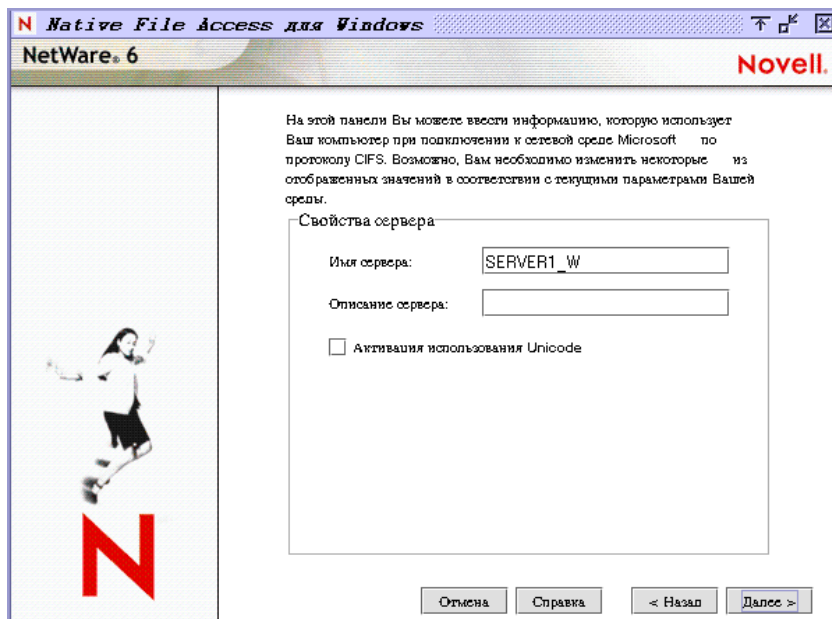 N Native File Access для Windows
NetWare® 6
Novell.
На этой панели Вы можете ввести информацию, которую использует
Ваш компьютер при подключении к сетевой среде Microsoft по
протоколу CIFS. Возможно, Вам необходимо изменить некоторые из
отображенных значений в соответствии с текущими параметрами Вашей
среды.
Свойства сервера
Имя сервера:
SERVER1_W
Описание сервера:
Активация использования Unicode
N
Отмена
Справка
< Назад
Далее >